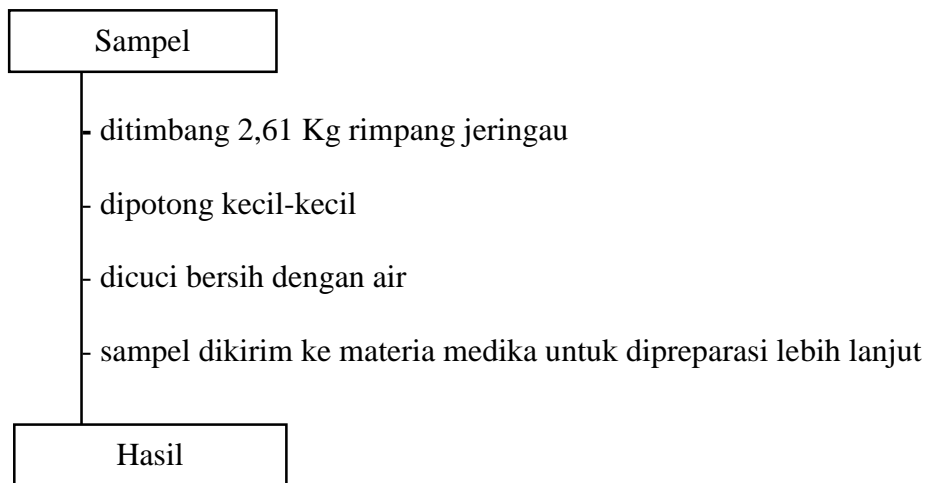 Sampel
- ditimbang 2,61 Kg rimpang jeringau
- dipotong kecil-kecil
- dicuci bersih dengan air
- sampel dikirim ke materia medika untuk dipreparasi lebih lanjut
Hasil